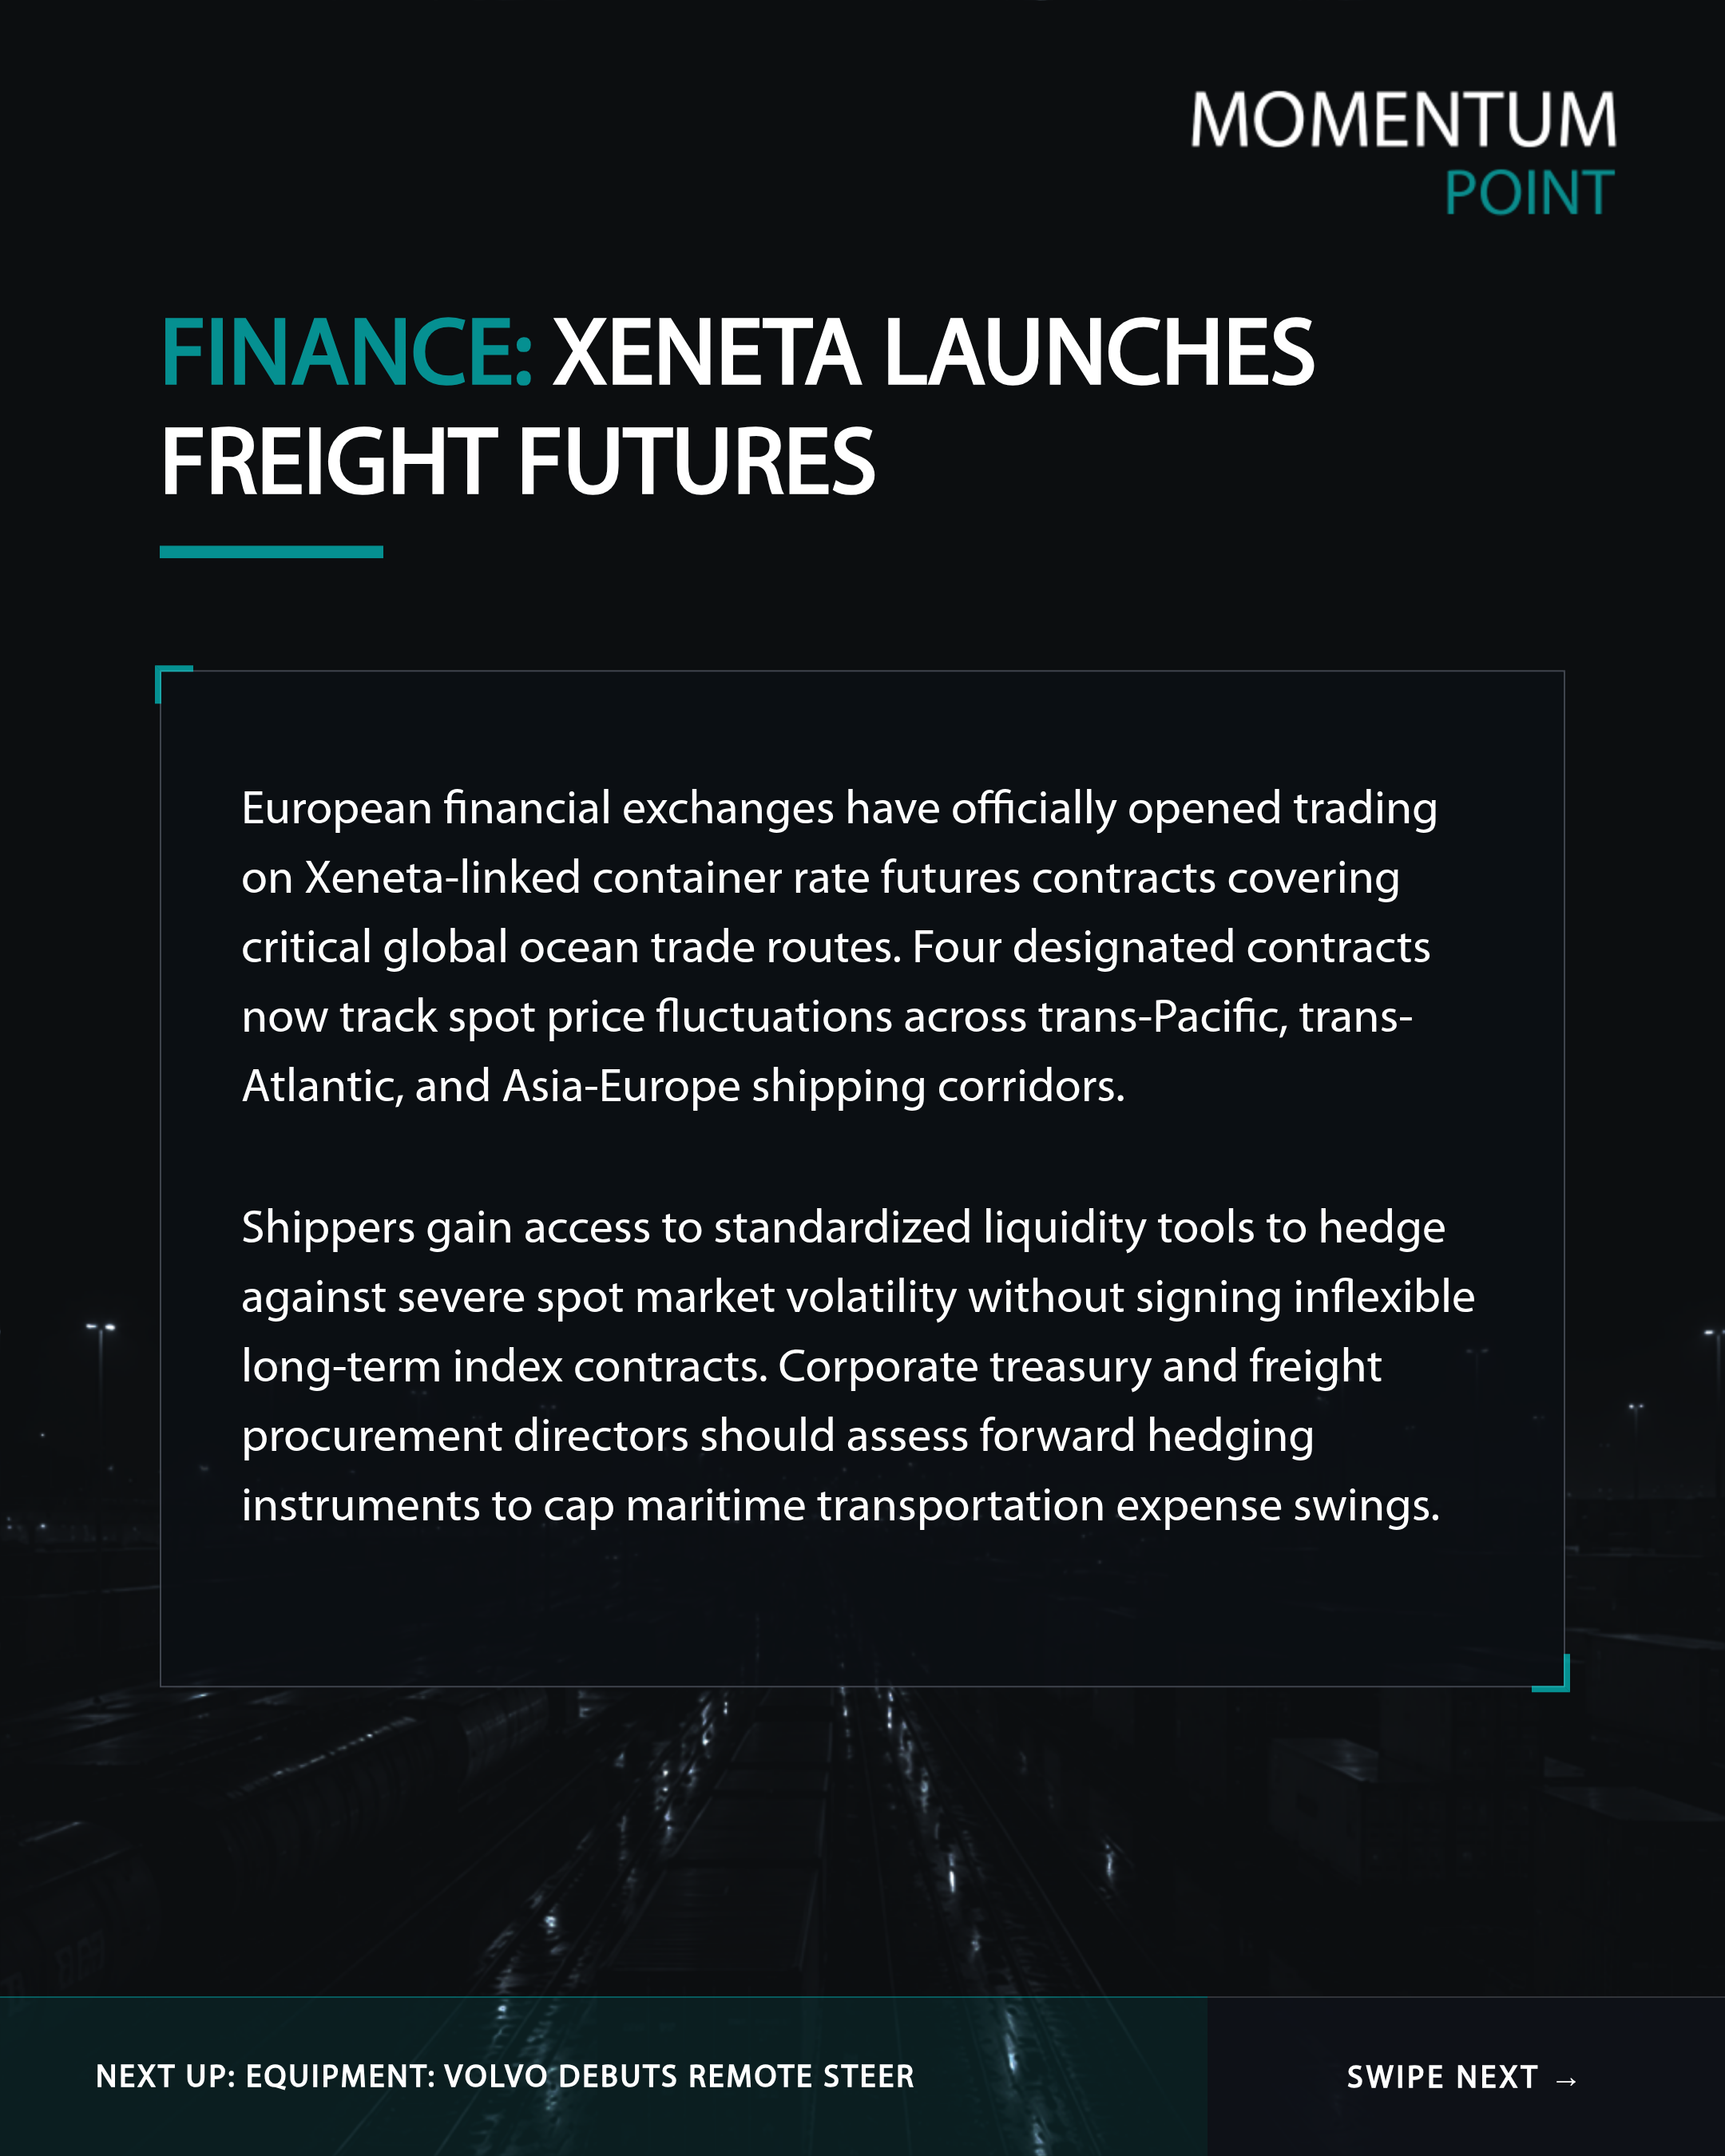 MOMENTUM
POINT
FINANCE: XENETA LAUNCHES
FREIGHT FUTURES
European financial exchanges have officially opened trading
on Xeneta-linked container rate futures contracts covering
critical global ocean trade routes. Four designated contracts
now track spot price fluctuations across trans-Pacific, trans-
Atlantic, and Asia-Europe shipping corridors.
Shippers gain access to standardized liquidity tools to hedge
against severe spot market volatility without signing inflexible
long-term index contracts. Corporate treasury and freight
procurement directors should assess forward hedging
instruments to cap maritime transportation expense swings.
NEXT UP: EQUIPMENT: VOLVO DEBUTS REMOTE STEER
SWIPE NEXT →